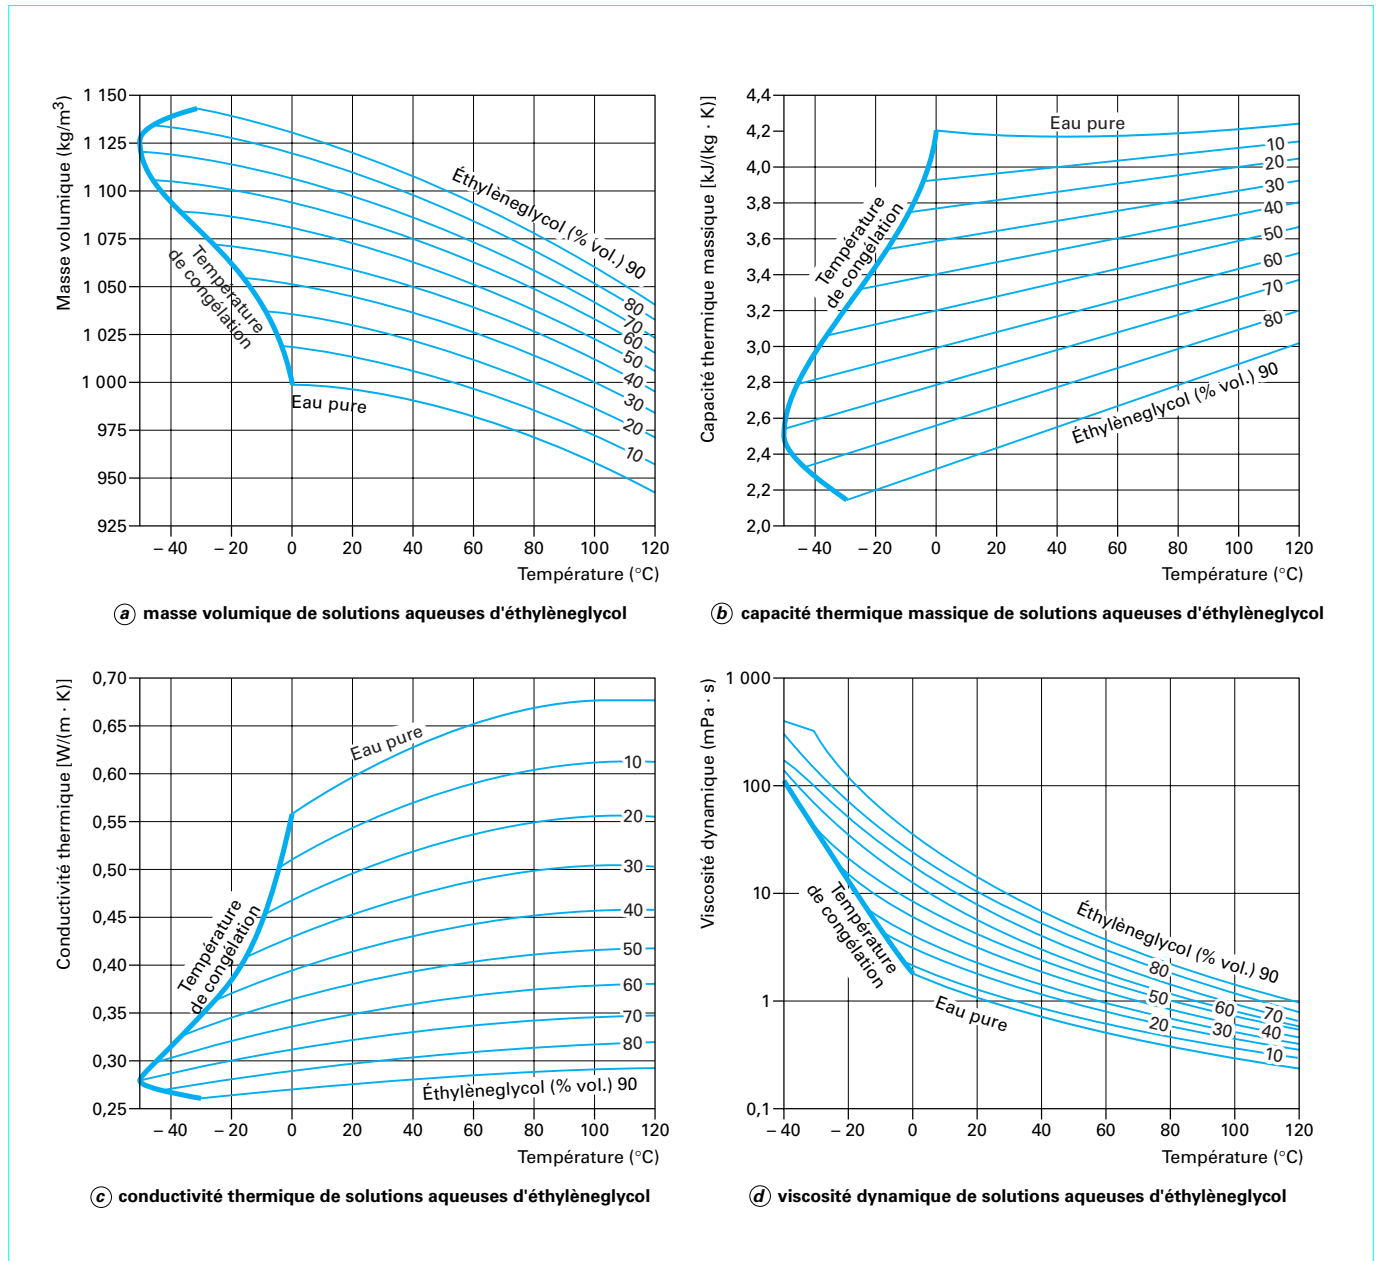 Masse volumique (kg/m³)
1 150
1 125
1 100
1 075
1 050
1 025
1 000
975
950
925
Éthylèneglycol (% vol.) 90
80
70
60
50
40
30
20
10
Température
de congélation
Eau pure
– 40 – 20 0 20 40 60 80 100 120
Température (°C)
a masse volumique de solutions aqueuses d'éthylèneglycol
Capacité thermique massique [kJ/(kg · K)]
4,4
4,2
4,0
3,8
3,6
3,4
3,2
3,0
2,8
2,6
2,4
2,2
2,0
Eau pure
10
20
30
40
50
60
70
80
Éthylèneglycol (% vol.) 90
Température
de congélation
– 40 – 20 0 20 40 60 80 100 120
Température (°C)
b capacité thermique massique de solutions aqueuses d'éthylèneglycol
Conductivité thermique [W/(m · K)]
0,70
0,65
0,60
0,55
0,50
0,45
0,40
0,35
0,30
0,25
Eau pure
10
20
30
40
50
60
70
80
Éthylèneglycol (% vol.) 90
Température
de congélation
– 40 – 20 0 20 40 60 80 100 120
Température (°C)
c conductivité thermique de solutions aqueuses d'éthylèneglycol
Viscosité dynamique (mPa · s)
1 000
100
10
1
0,1
Éthylèneglycol (% vol.) 90
80
70
60
50
40
30
20
10
Température
de congélation
Eau pure
– 40 – 20 0 20 40 60 80 100 120
Température (°C)
d viscosité dynamique de solutions aqueuses d'éthylèneglycol